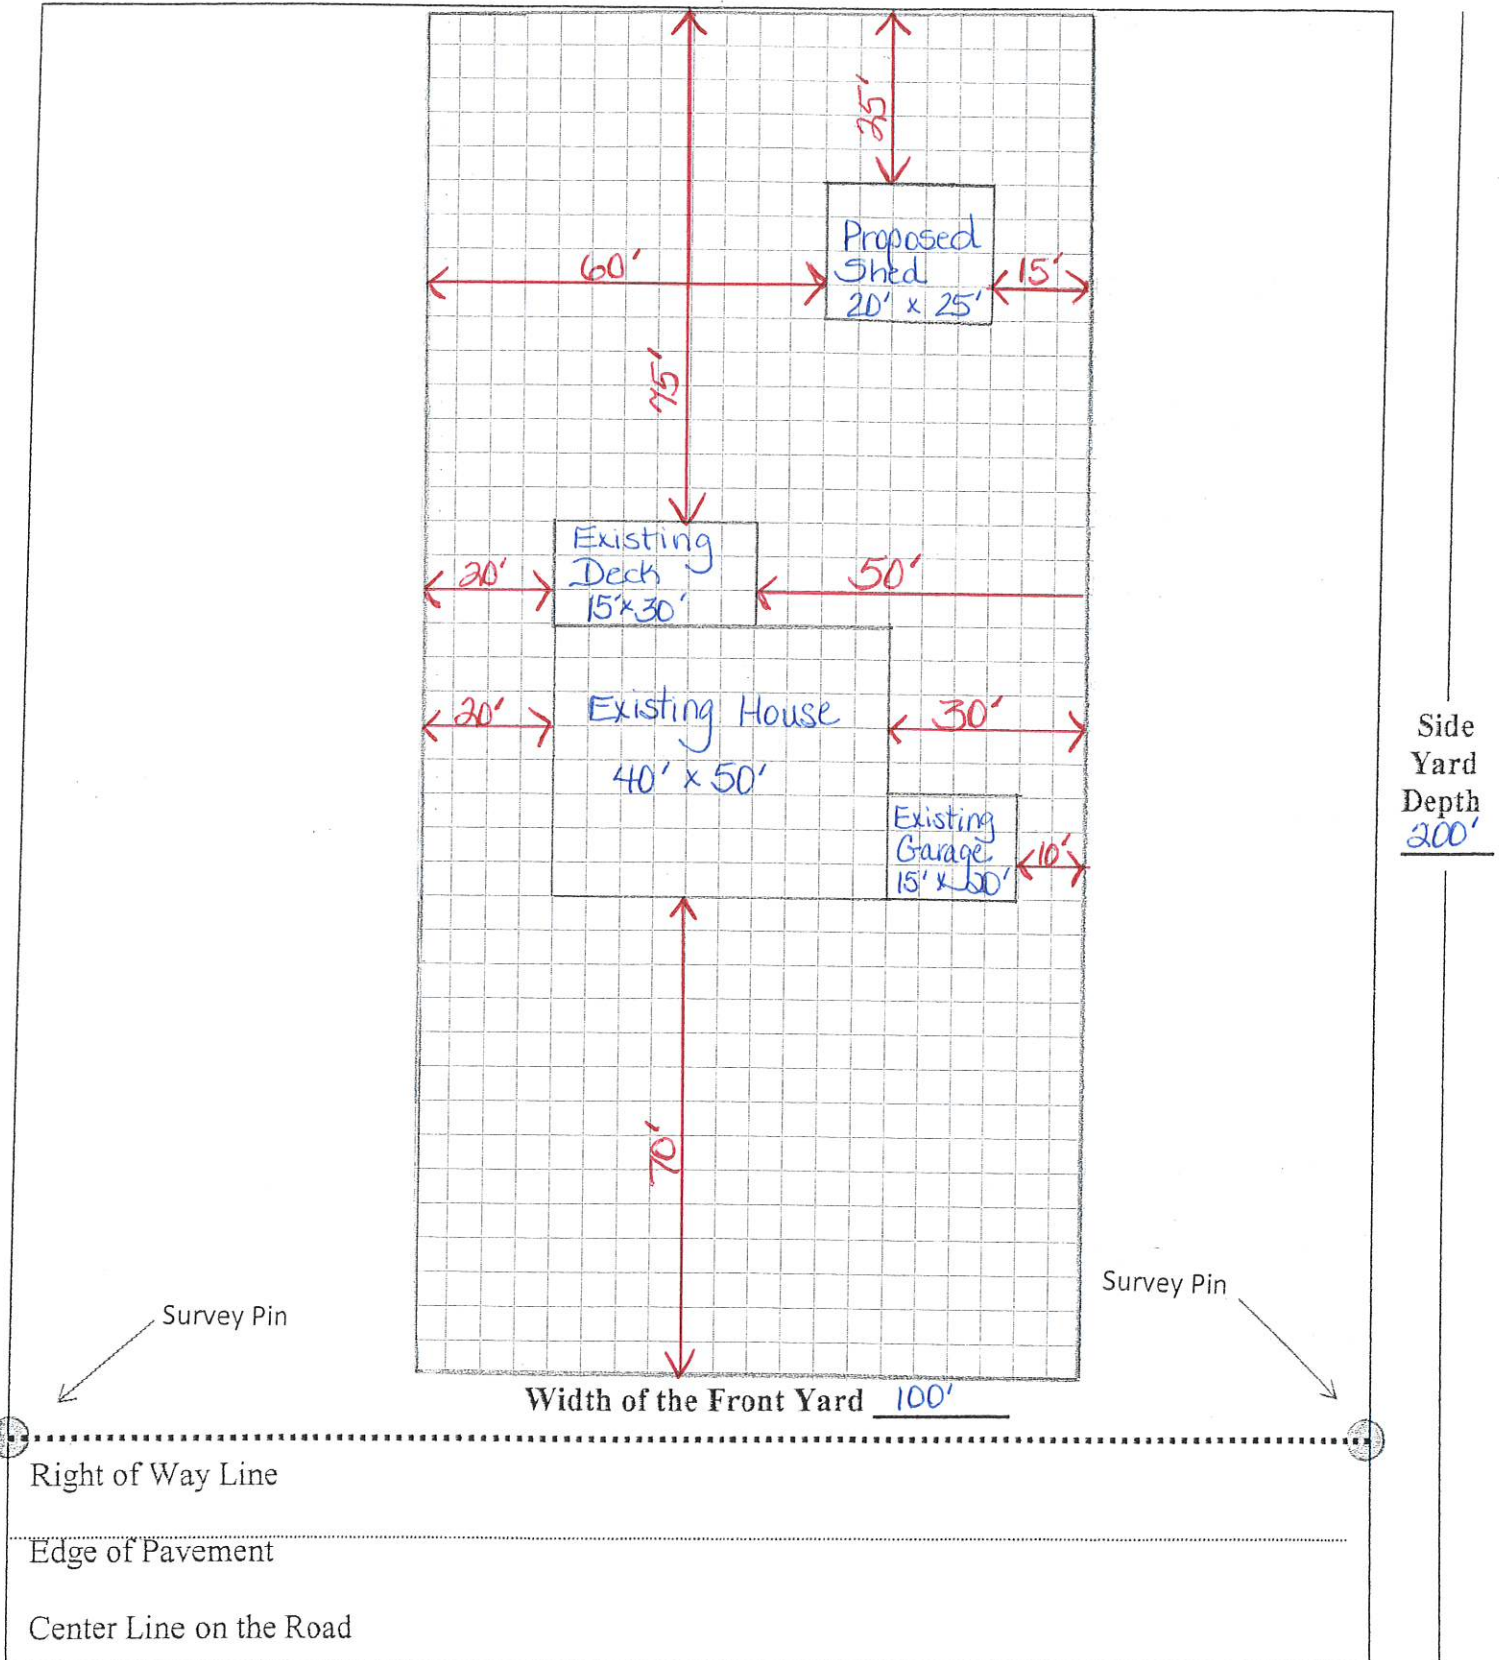 25'
Proposed
Shed
20' x 25'
60'
15'
75'
Existing
Deck
15'x30'
20'
50'
Existing House
40' x 50'
20'
30'
Existing
Garage
15' x 20'
10'
Side
Yard
Depth
200'
70'
Survey Pin
Survey Pin
Width of the Front Yard 100'
Right of Way Line
Edge of Pavement
Center Line on the Road